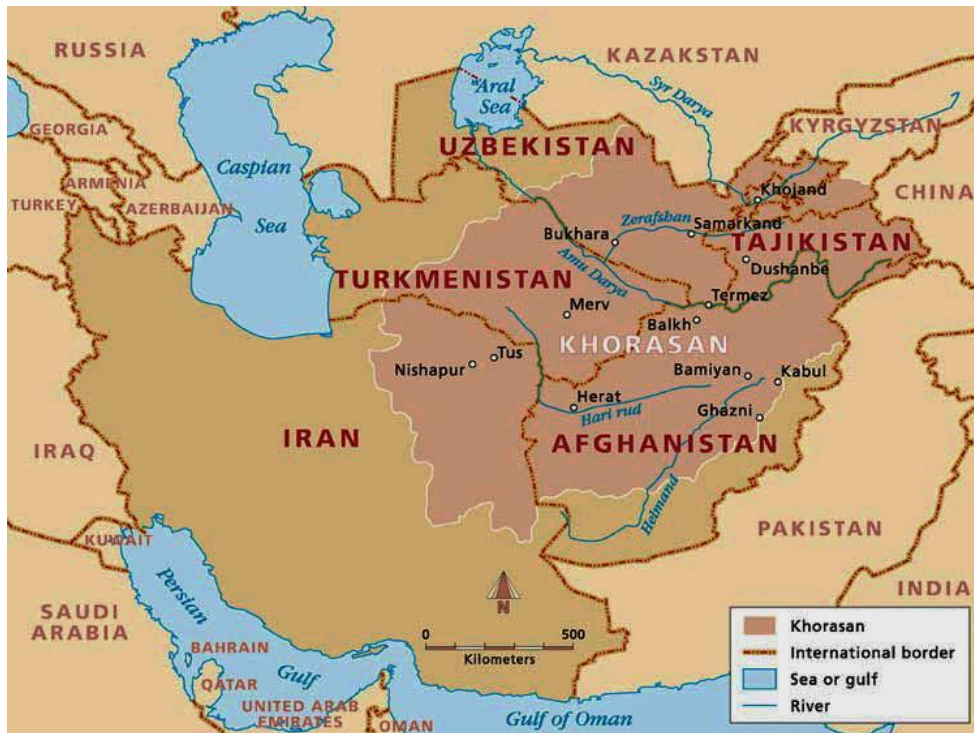 RUSSIA
KAZAKSTAN
Aral
Sea
Syr Darya
GEORGIA
KYRGYZSTAN
UZBEKISTAN
Caspian
Sea
ARMENIA
TURKEY
AZERBAIJAN
CHINA
Khojand
Zerafshan
Samarkand
Bukhara
TAJIKISTAN
Dushanbe
Amu Darya
TURKMENISTAN
Merv
Termez
Balkh
KHORASAN
Tus
Nishapur
Bamiyan
Kabul
Herat
Hari rud
Ghazni
IRAN
AFGHANISTAN
IRAQ
Helmand
PAKISTAN
KUWAIT
Persian
Gulf
INDIA
SAUDI
ARABIA
N
0 500
Kilometers
BAHRAIN
QATAR
UNITED ARAB
EMIRATES
OMAN
Gulf of Oman
Khorasan
International border
Sea or gulf
River